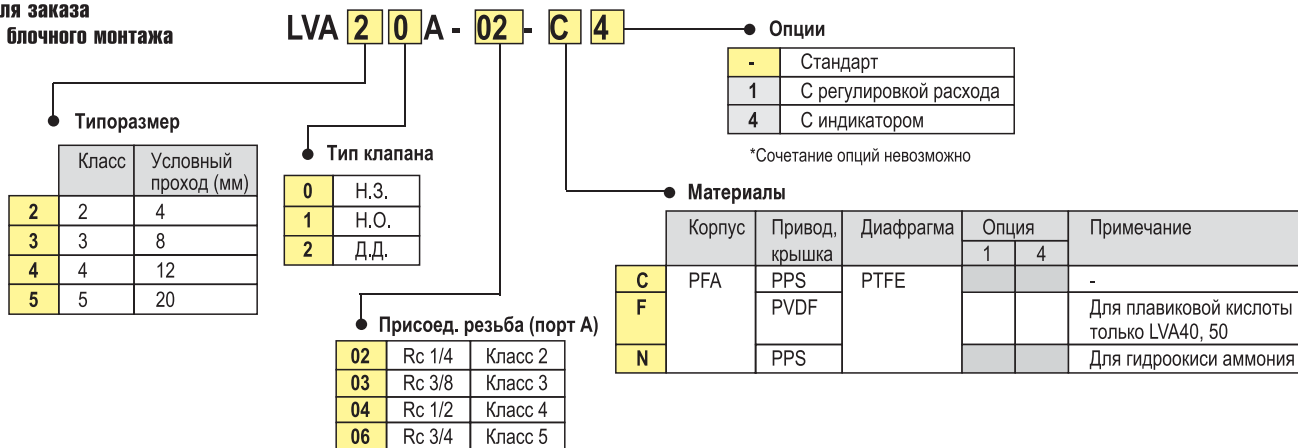 ля заказа
блочного монтажа
LVA 2 0 A - 02 - C 4
Опции
- Стандарт
1 С регулировкой расхода
4 С индикатором
*Сочетание опций невозможно
Типоразмер
Класс Условный
проход (мм)
2 2 4
3 3 8
4 4 12
5 5 20
Тип клапана
0 Н.З.
1 Н.О.
2 Д.Д.
Присоед. резьба (порт А)
02 Rc 1/4 Класс 2
03 Rc 3/8 Класс 3
04 Rc 1/2 Класс 4
06 Rc 3/4 Класс 5
Материалы
Корпус Привод, Диафрагма Опция Примечание
крышка 1 4
C PFA PPS PTFE -
F PVDF Для плавиковой кислоты
только LVA40, 50
N PPS Для гидроокиси аммония